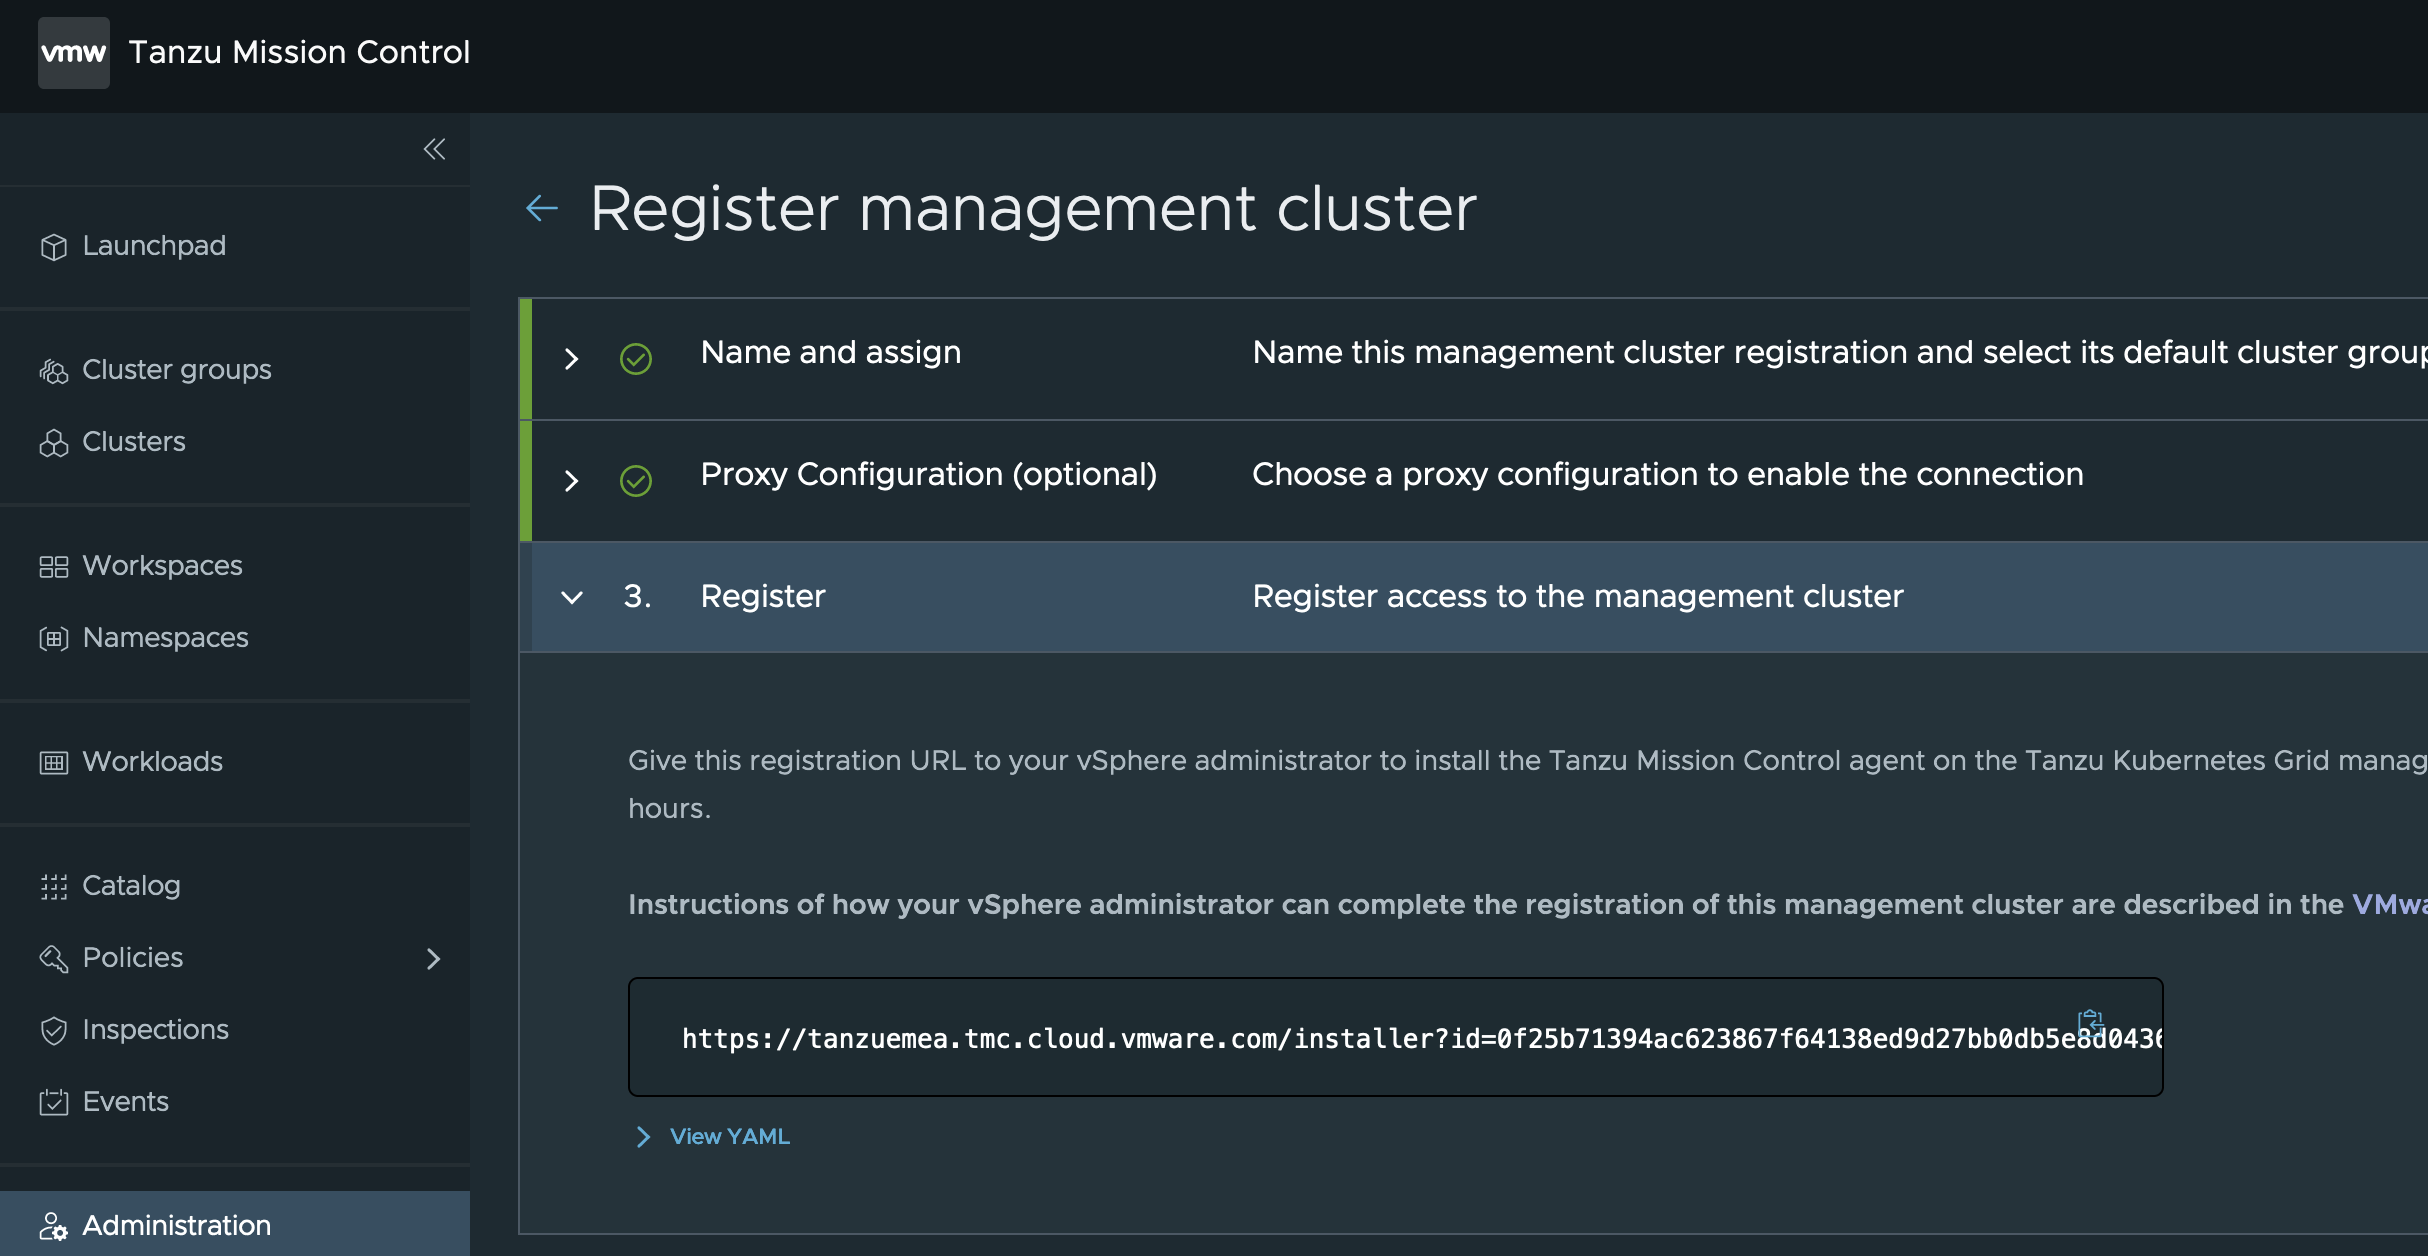 vmw Tanzu Mission Control
Launchpad
Cluster groups
Clusters
Workspaces
Namespaces
Workloads
Catalog
Policies
Inspections
Events
Administration
Register management cluster
Name and assign Name this management cluster registration and select its default cluster group
Proxy Configuration (optional) Choose a proxy configuration to enable the connection
3. Register Register access to the management cluster
Give this registration URL to your vSphere administrator to install the Tanzu Mission Control agent on the Tanzu Kubernetes Grid manag
hours.
Instructions of how your vSphere administrator can complete the registration of this management cluster are described in the VMwa
https://tanzuemea.tmc.cloud.vmware.com/installer?id=0f25b71394ac623867f64138ed9d27bb0db5e8d0436
View YAML